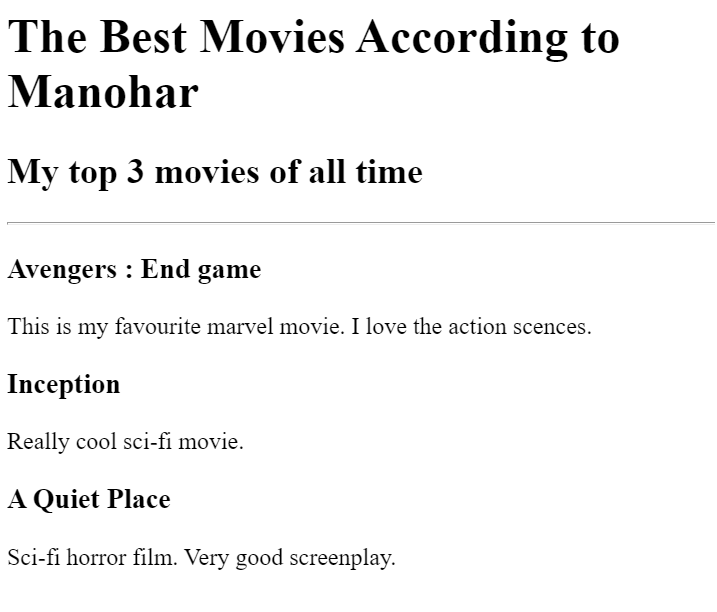 The Best Movies According to
Manohar
My top 3 movies of all time
Avengers : End game
This is my favourite marvel movie. I love the action scences.
Inception
Really cool sci-fi movie.
A Quiet Place
Sci-fi horror film. Very good screenplay.